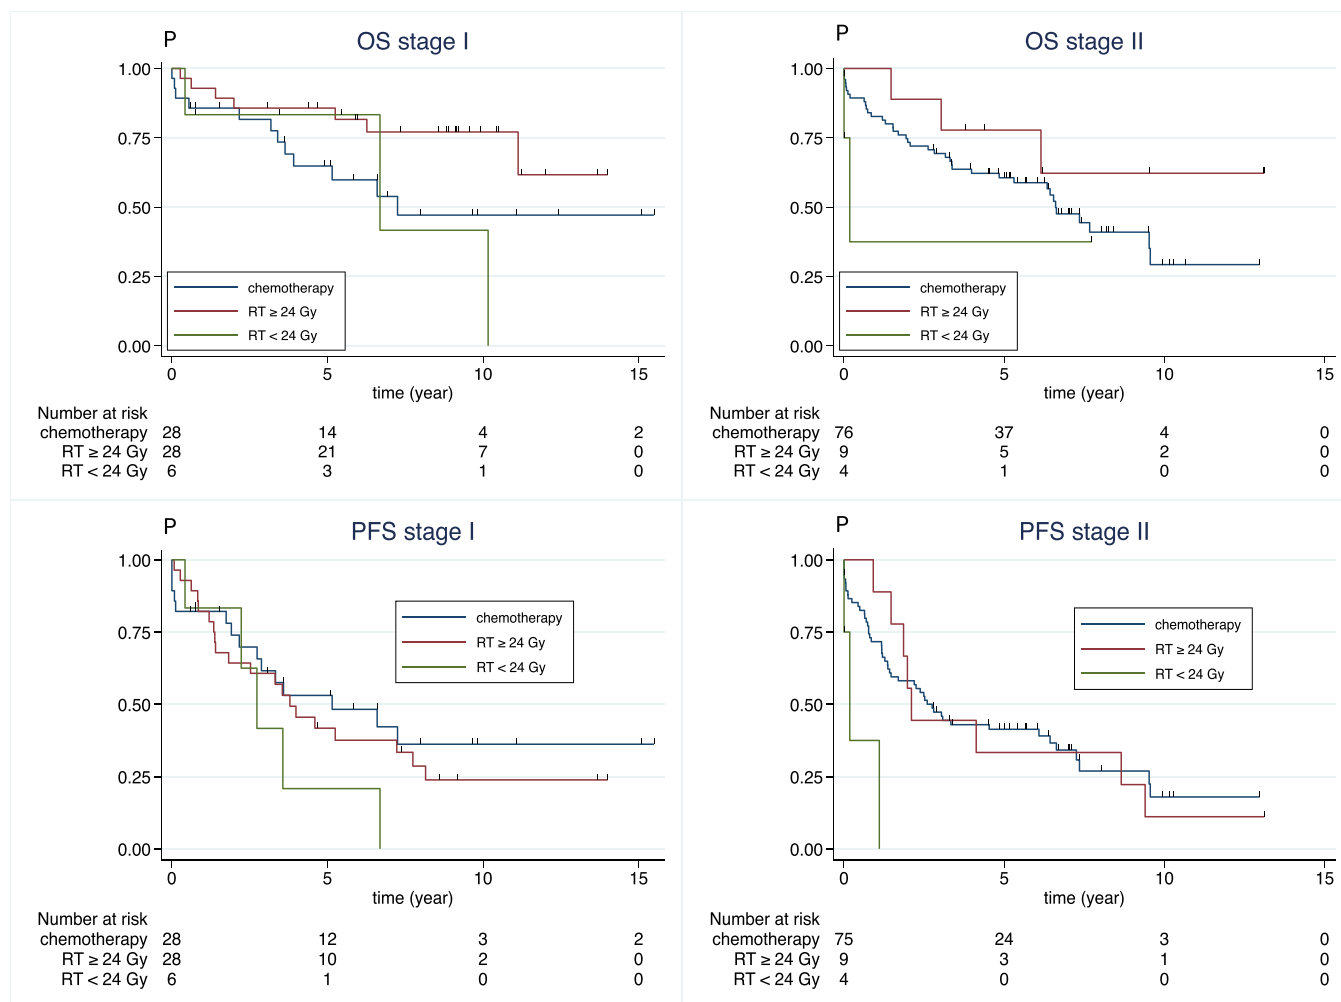 P
OS stage I
1.00
0.75
0.50
0.25
0.00
chemotherapy
RT ≥ 24 Gy
RT < 24 Gy
0 5 10 15
time (year)
Number at risk
chemotherapy 28 14 4 2
RT ≥ 24 Gy 28 21 7 0
RT < 24 Gy 6 3 1 0
P
OS stage II
1.00
0.75
0.50
0.25
0.00
chemotherapy
RT ≥ 24 Gy
RT < 24 Gy
0 5 10 15
time (year)
Number at risk
chemotherapy 76 37 4 0
RT ≥ 24 Gy 9 5 2 0
RT < 24 Gy 4 1 0 0
P
PFS stage I
1.00
0.75
0.50
0.25
0.00
chemotherapy
RT ≥ 24 Gy
RT < 24 Gy
0 5 10 15
time (year)
Number at risk
chemotherapy 28 12 3 2
RT ≥ 24 Gy 28 10 2 0
RT < 24 Gy 6 1 0 0
P
PFS stage II
1.00
0.75
0.50
0.25
0.00
chemotherapy
RT ≥ 24 Gy
RT < 24 Gy
0 5 10 15
time (year)
Number at risk
chemotherapy 75 24 3 0
RT ≥ 24 Gy 9 3 1 0
RT < 24 Gy 4 0 0 0